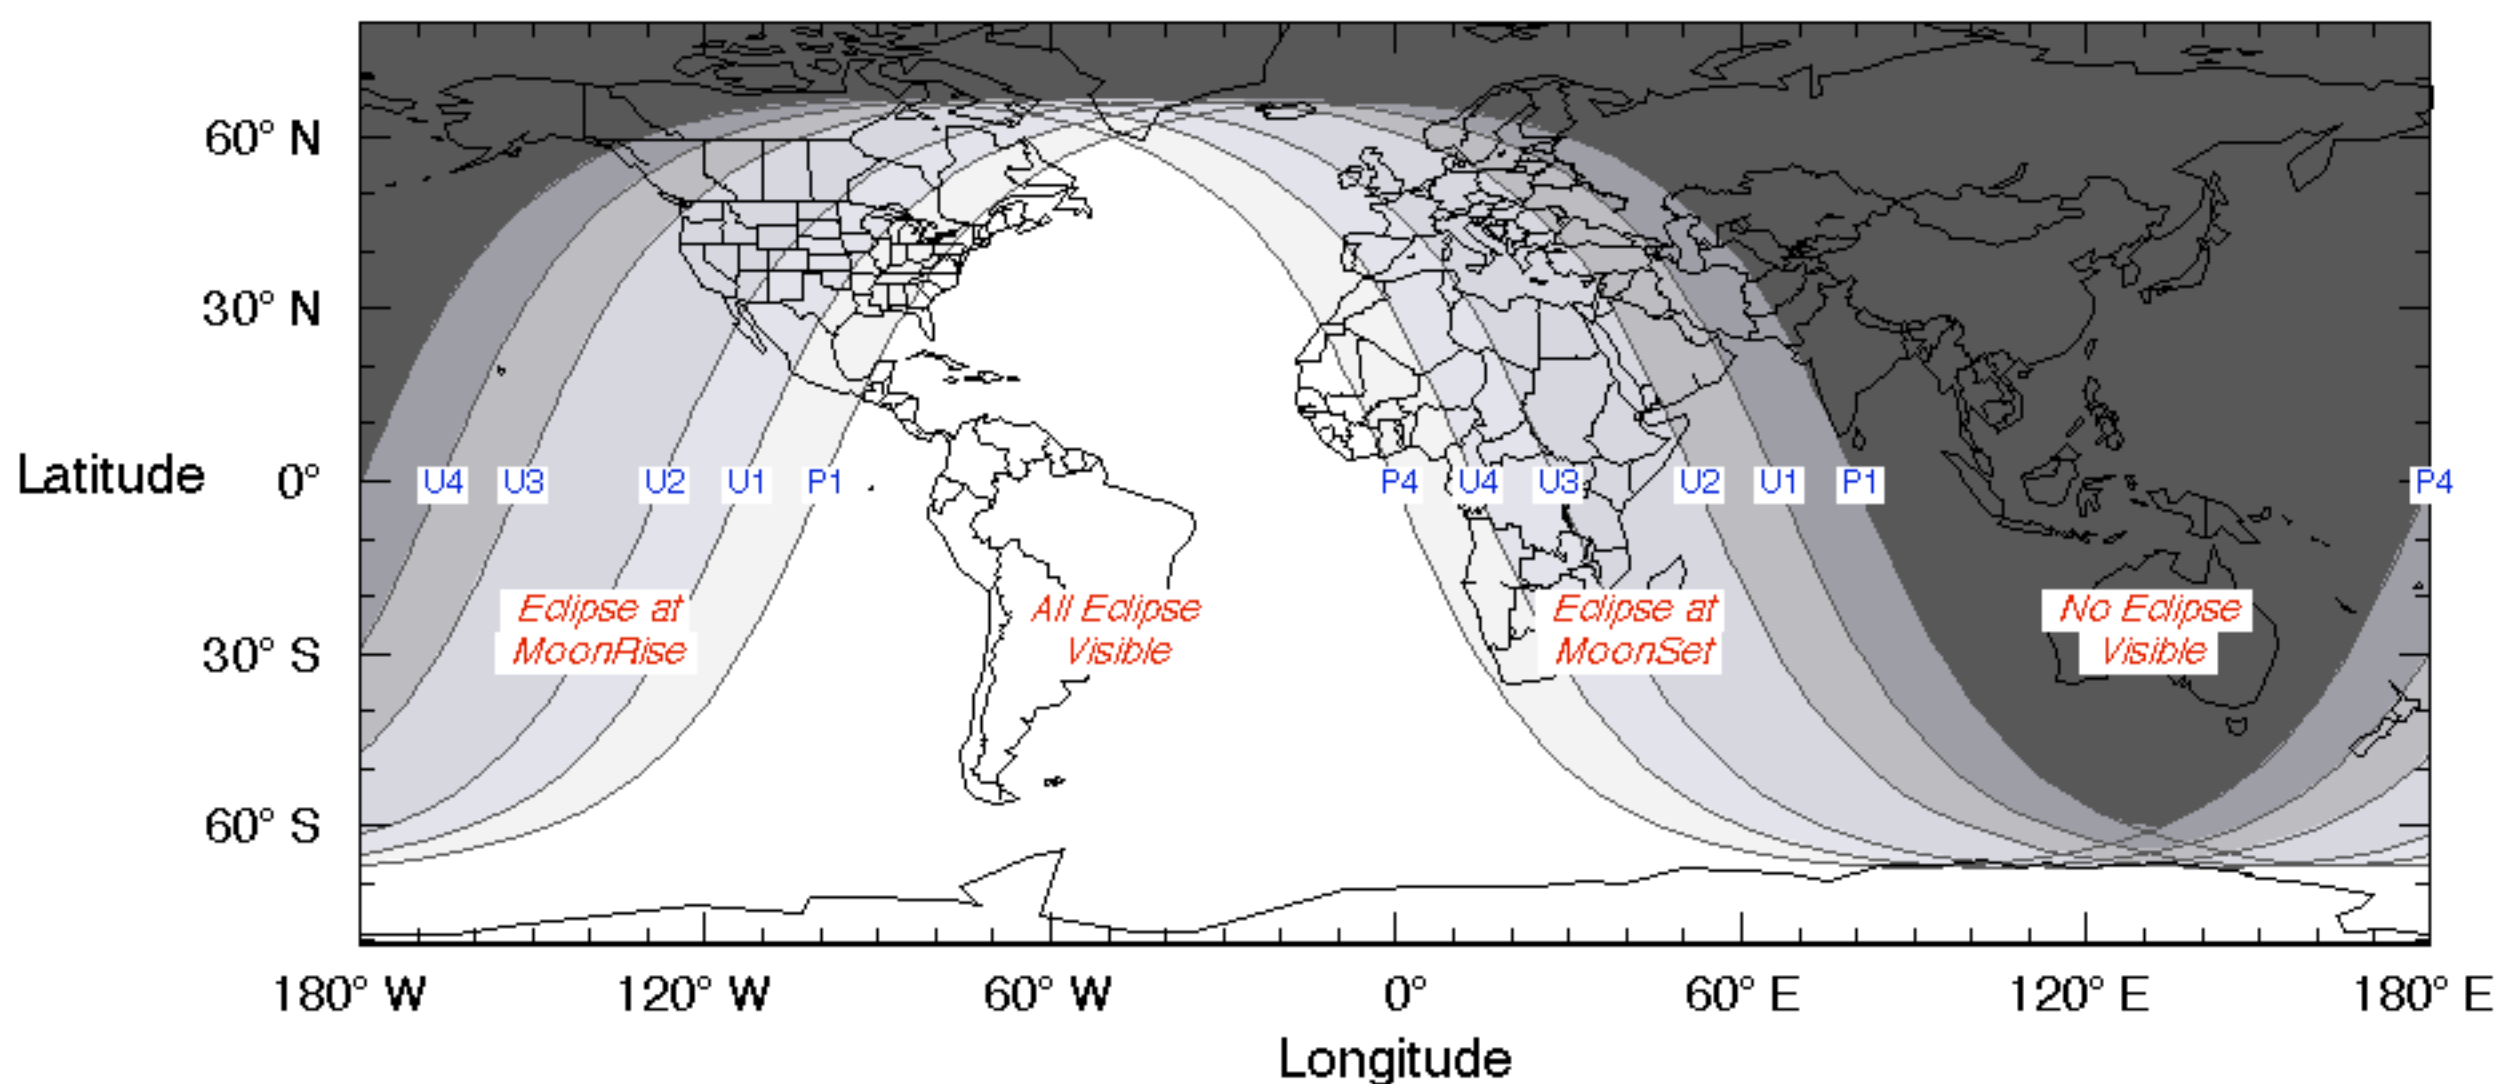 60° N
30° N
Latitude 0°
U4 U3 U2 U1 P1 P4 U4 U3 U2 U1 P1 P4
Eclipse at
MoonRise
All Eclipse
Visible
Eclipse at
MoonSet
No Eclipse
Visible
30° S
60° S
180° W 120° W 60° W 0° 60° E 120° E 180° E
Longitude